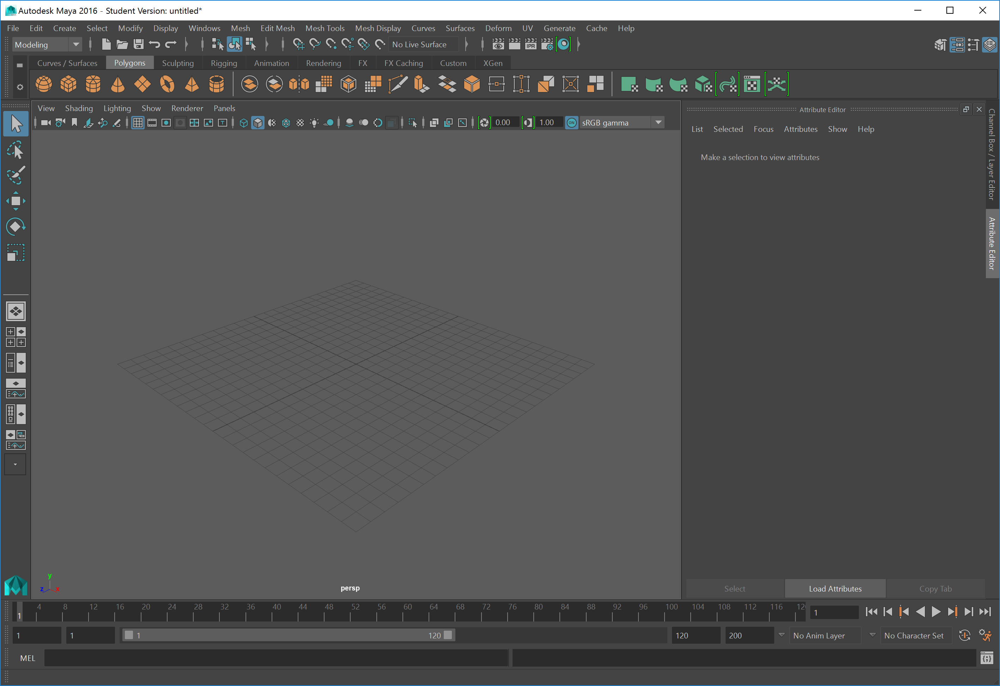 Autodesk Maya 2016 - Student Version: untitled*
File Edit Create Select Modify Display Windows Mesh Edit Mesh Mesh Tools Mesh Display Curves Surfaces Deform UV Generate Cache Help
Modeling
IPR
No Live Surface
Curves / Surfaces Polygons Sculpting Rigging Animation Rendering FX FX Caching Custom XGen
View Shading Lighting Show Renderer Panels
0.00 1.00 ON sRGB gamma
Attribute Editor
List Selected Focus Attributes Show Help
Make a selection to view attributes
Channel Box / Layer Editor
Attribute Editor
y
z x
persp
Select Load Attributes Copy Tab
1 4 8 12 16 20 24 28 32 36 40 44 48 52 56 60 64 68 72 76 80 84 88 92 96 100 104 108 112 116 12 1
1 1 1 120 120 200 No Anim Layer No Character Set
MEL